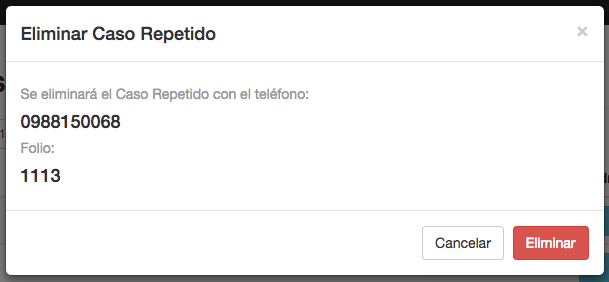 Eliminar Caso Repetido
×
Se eliminará el Caso Repetido con el teléfono:
0988150068
Folio:
1113
Cancelar
Eliminar